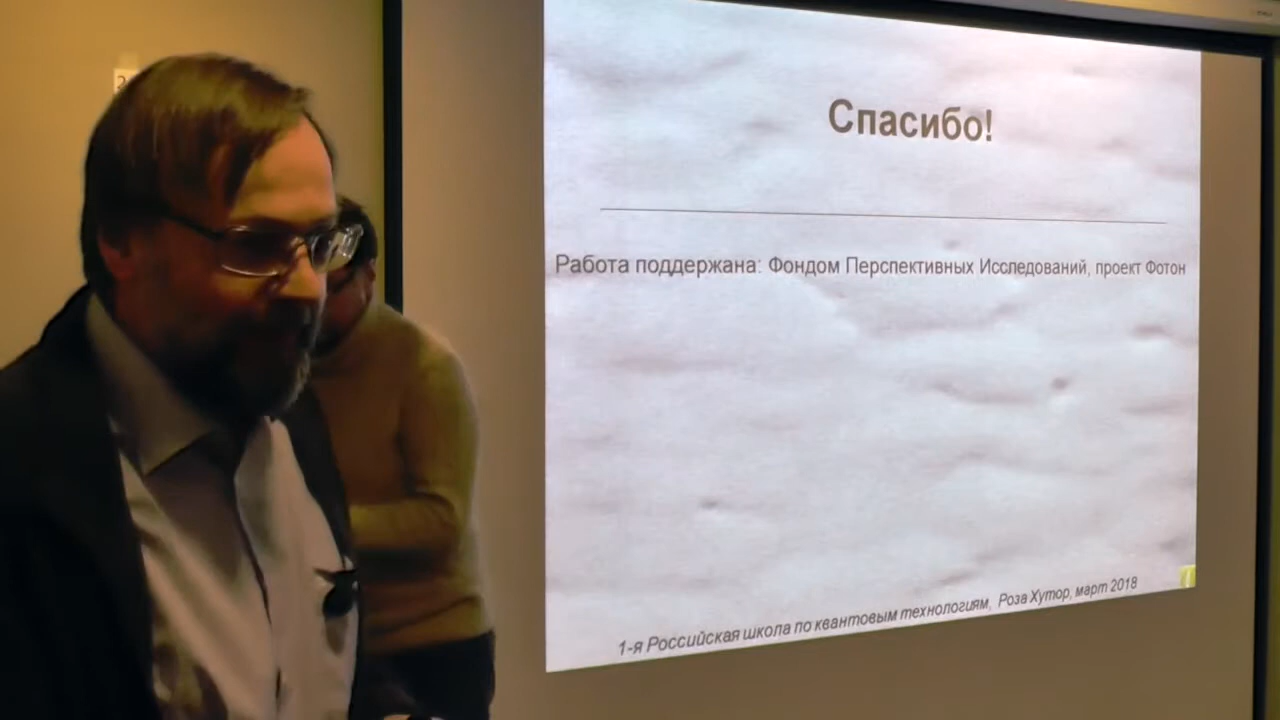 Спасибо!
Работа поддержана: Фондом Перспективных Исследований, проект Фотон
1-я Российская школа по квантовым технологиям, Роза Хутор, март 2018